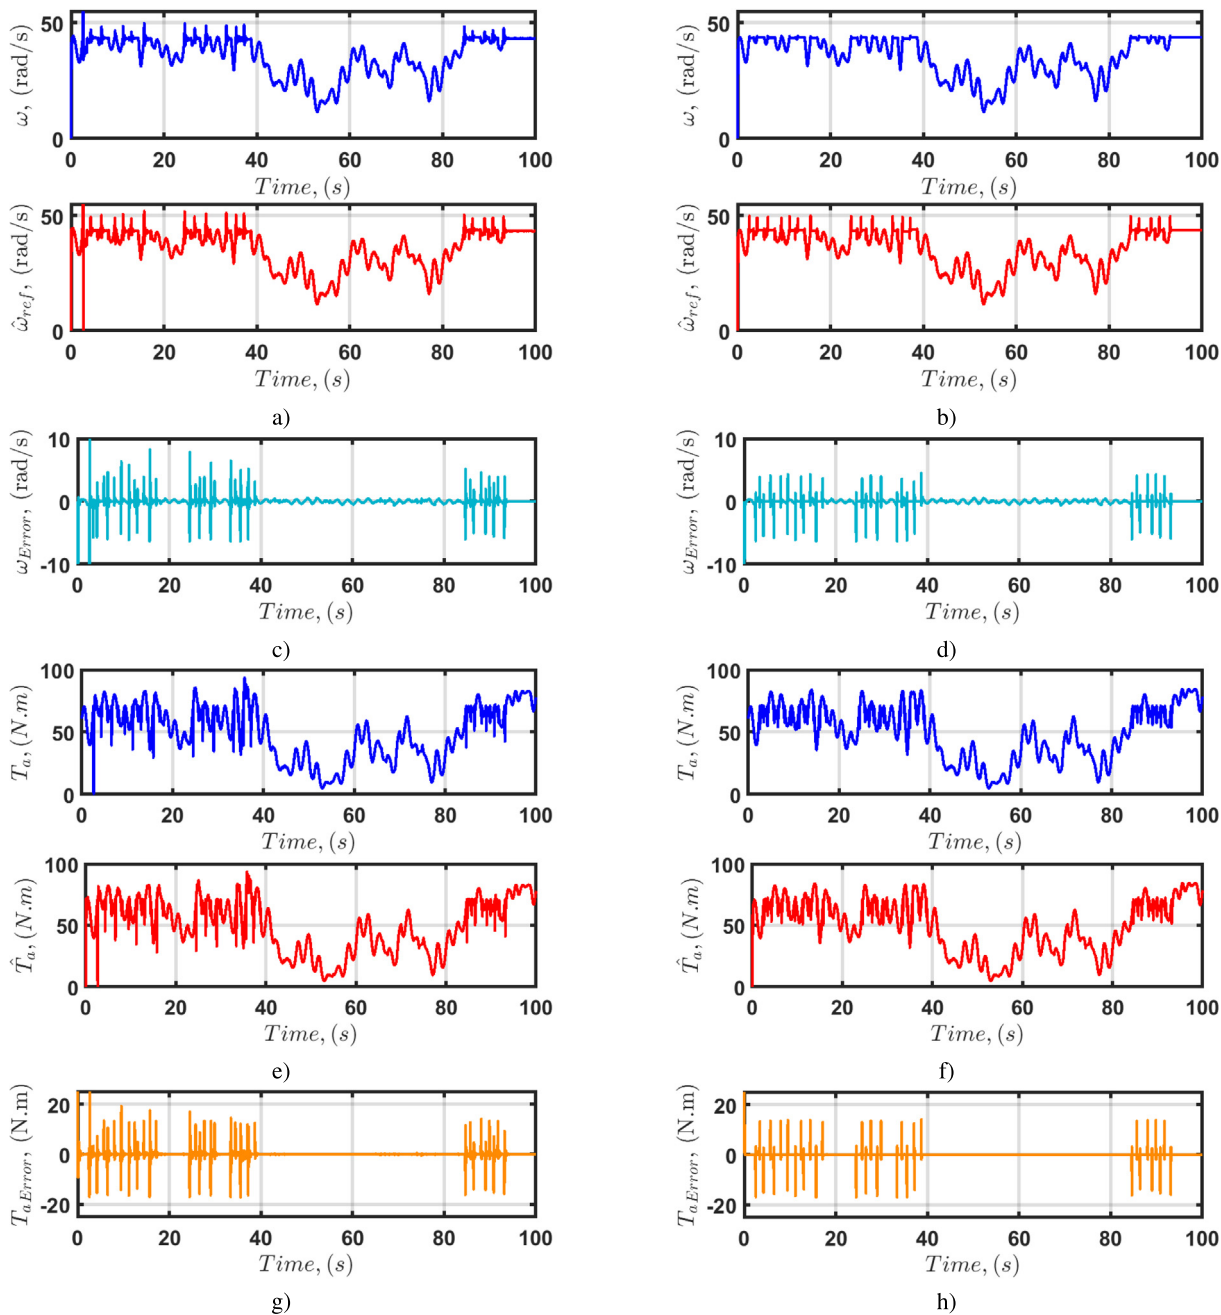 50
0
ω, (rad/s)
0 20 40 60 80 100
Time, (s)
50
0
ω̂ref, (rad/s)
0 20 40 60 80 100
Time, (s)
a)
50
0
ω, (rad/s)
0 20 40 60 80 100
Time, (s)
50
0
ω̂ref, (rad/s)
0 20 40 60 80 100
Time, (s)
b)
10
0
-10
ωError, (rad/s)
0 20 40 60 80 100
Time, (s)
c)
10
0
-10
ωError, (rad/s)
0 20 40 60 80 100
Time, (s)
d)
100
50
0
Ta, (N.m)
0 20 40 60 80 100
Time, (s)
100
50
0
T̂a, (N.m)
0 20 40 60 80 100
Time, (s)
e)
100
50
0
Ta, (N.m)
0 20 40 60 80 100
Time, (s)
100
50
0
T̂a, (N.m)
0 20 40 60 80 100
Time, (s)
f)
20
0
-20
TaError, (N.m)
0 20 40 60 80 100
Time, (s)
g)
20
0
-20
TaError, (N.m)
0 20 40 60 80 100
Time, (s)
h)